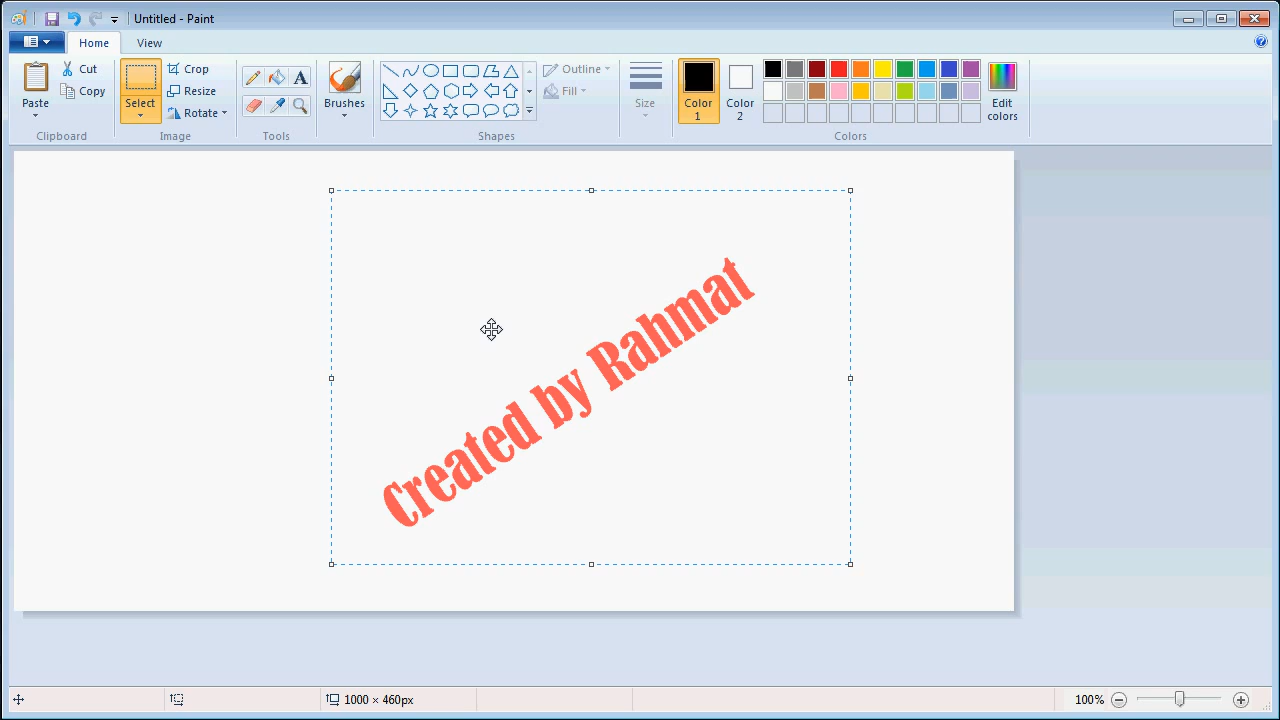 Untitled - Paint
Home View
Paste
Cut
Copy
Clipboard
Select
Crop
Resize
Rotate
Image
A
Tools
Brushes
Shapes
Outline
Fill
Size
Color 1
Color 2
Edit colors
Colors
Created by Rahmat
1000 × 460px
100%